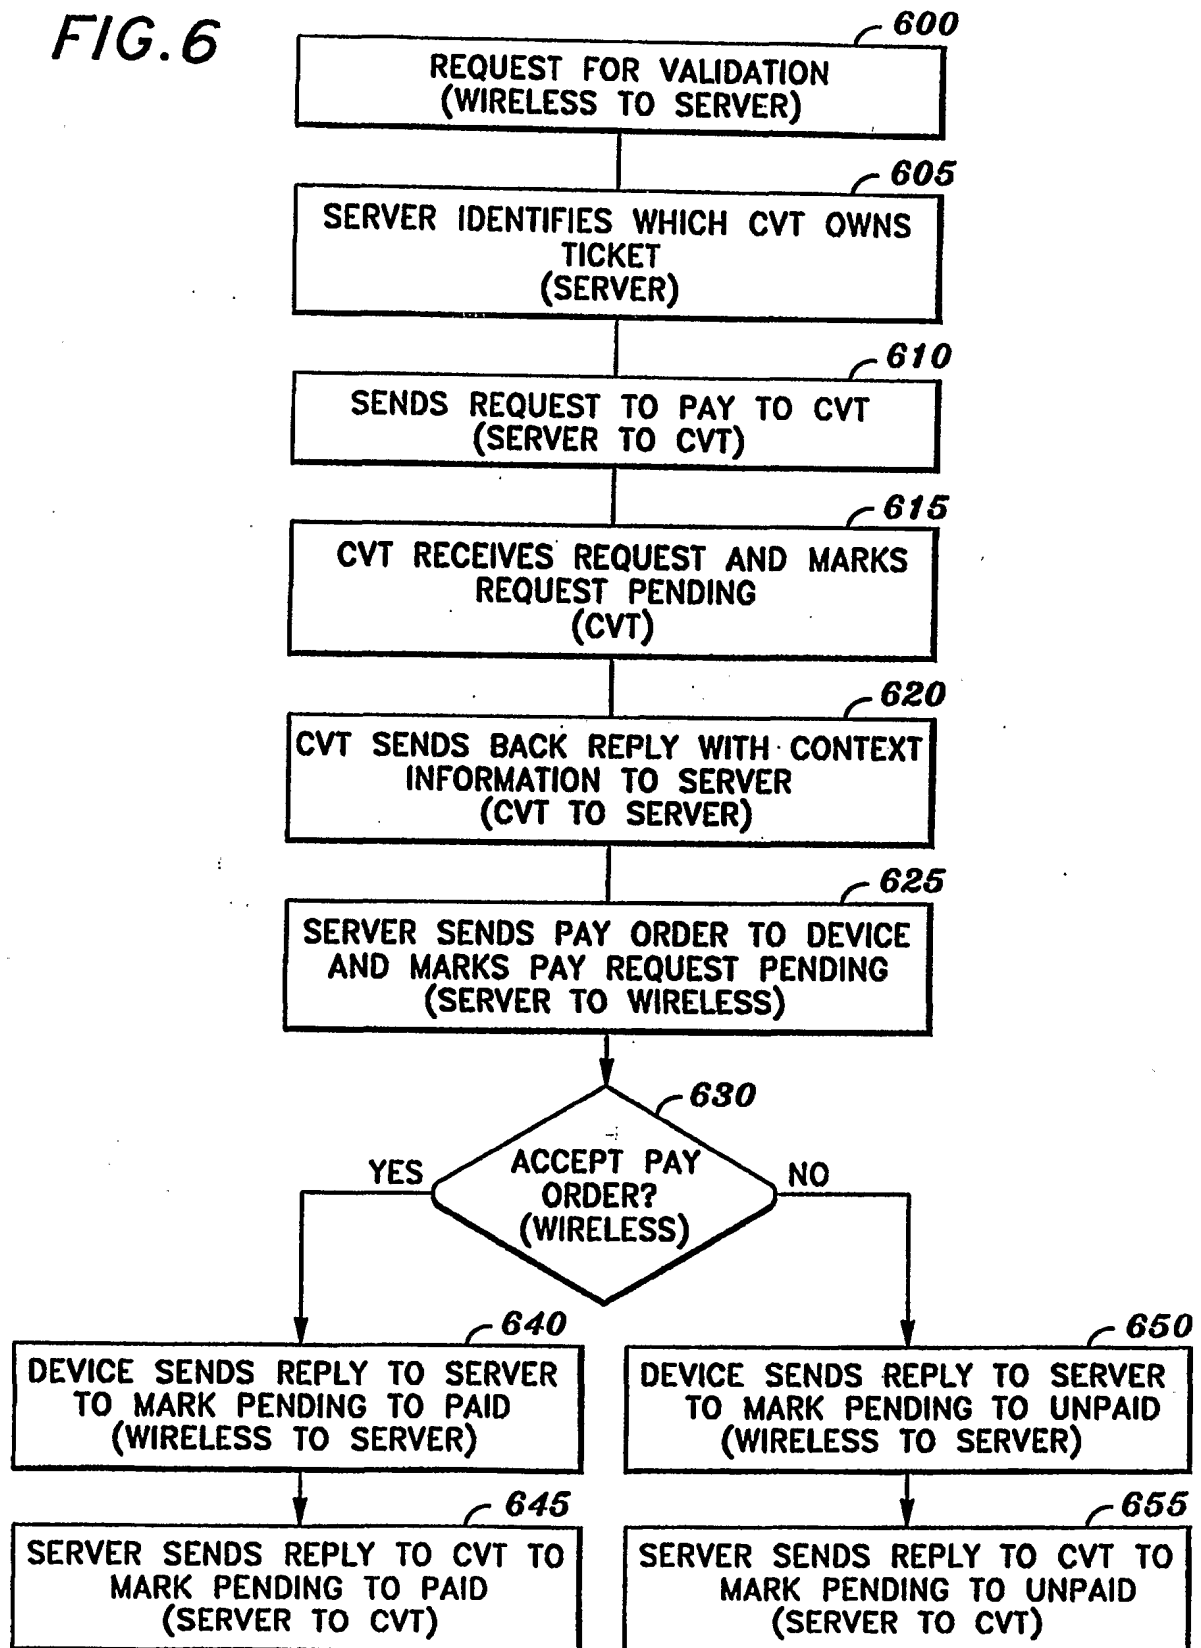 FIG.6
600
REQUEST FOR VALIDATION
(WIRELESS TO SERVER)
605
SERVER IDENTIFIES WHICH CVT OWNS
TICKET
(SERVER)
610
SENDS REQUEST TO PAY TO CVT
(SERVER TO CVT)
615
CVT RECEIVES REQUEST AND MARKS
REQUEST PENDING
(CVT)
620
CVT SENDS BACK REPLY WITH CONTEXT
INFORMATION TO SERVER
(CVT TO SERVER)
625
SERVER SENDS PAY ORDER TO DEVICE
AND MARKS PAY REQUEST PENDING
(SERVER TO WIRELESS)
630
ACCEPT PAY
ORDER?
(WIRELESS)
YES
NO
640
DEVICE SENDS REPLY TO SERVER
TO MARK PENDING TO PAID
(WIRELESS TO SERVER)
650
DEVICE SENDS REPLY TO SERVER
TO MARK PENDING TO UNPAID
(WIRELESS TO SERVER)
645
SERVER SENDS REPLY TO CVT TO
MARK PENDING TO PAID
(SERVER TO CVT)
655
SERVER SENDS REPLY TO CVT TO
MARK PENDING TO UNPAID
(SERVER TO CVT)